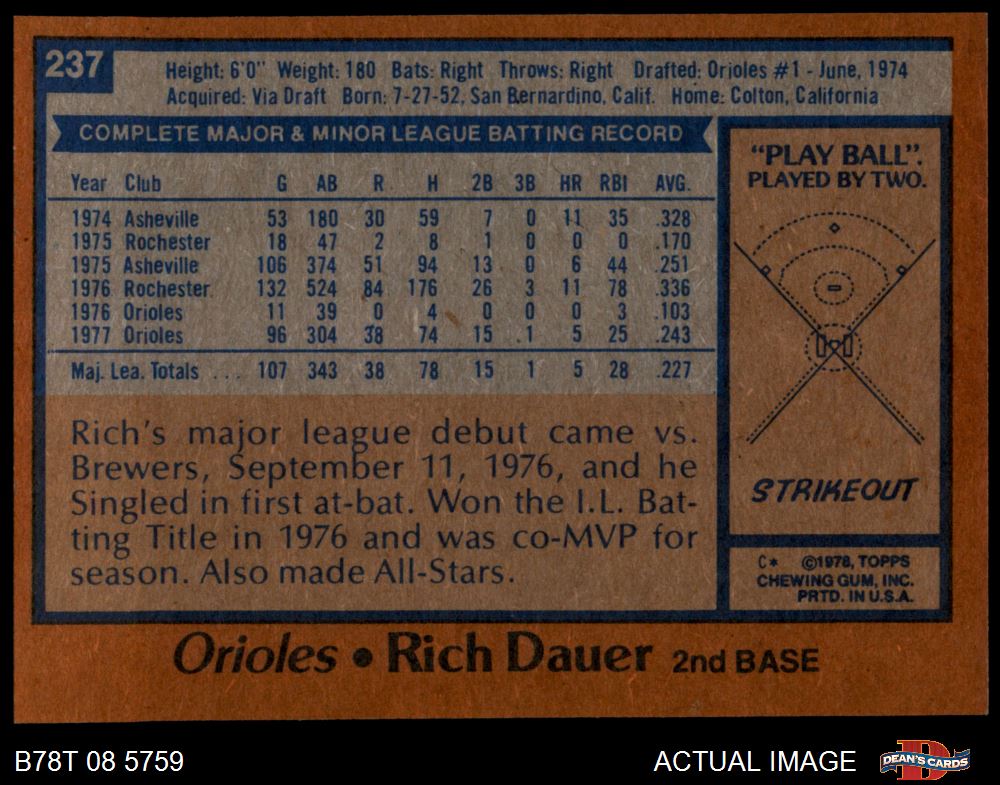 237
Height: 6'0" Weight: 180 Bats: Right Throws: Right Drafted: Orioles #1 - June, 1974
Acquired: Via Draft Born: 7-27-52, San Bernardino, Calif. Home: Colton, California
COMPLETE MAJOR & MINOR LEAGUE BATTING RECORD
Year Club G AB R H 2B 3B HR RBI AVG.
1974 Asheville 53 180 30 59 7 0 11 35 .328
1975 Rochester 18 47 2 8 1 0 0 0 .170
1975 Asheville 106 374 51 94 13 0 6 44 .251
1976 Rochester 132 524 84 176 26 3 11 78 .336
1976 Orioles 11 39 0 4 0 0 0 3 .103
1977 Orioles 96 304 38 74 15 1 5 25 .243
Maj. Lea. Totals ... 107 343 38 78 15 1 5 28 .227
Rich's major league debut came vs.
Brewers, September 11, 1976, and he
Singled in first at-bat. Won the I.L. Bat-
ting Title in 1976 and was co-MVP for
season. Also made All-Stars.
"PLAY BALL".
PLAYED BY TWO.
STRIKEOUT
C* ©1978, TOPPS
CHEWING GUM, INC.
PRTD. IN U.S.A.
Orioles • Rich Dauer 2nd BASE
B78T 08 5759
ACTUAL IMAGE
D
DEAN'S CARDS